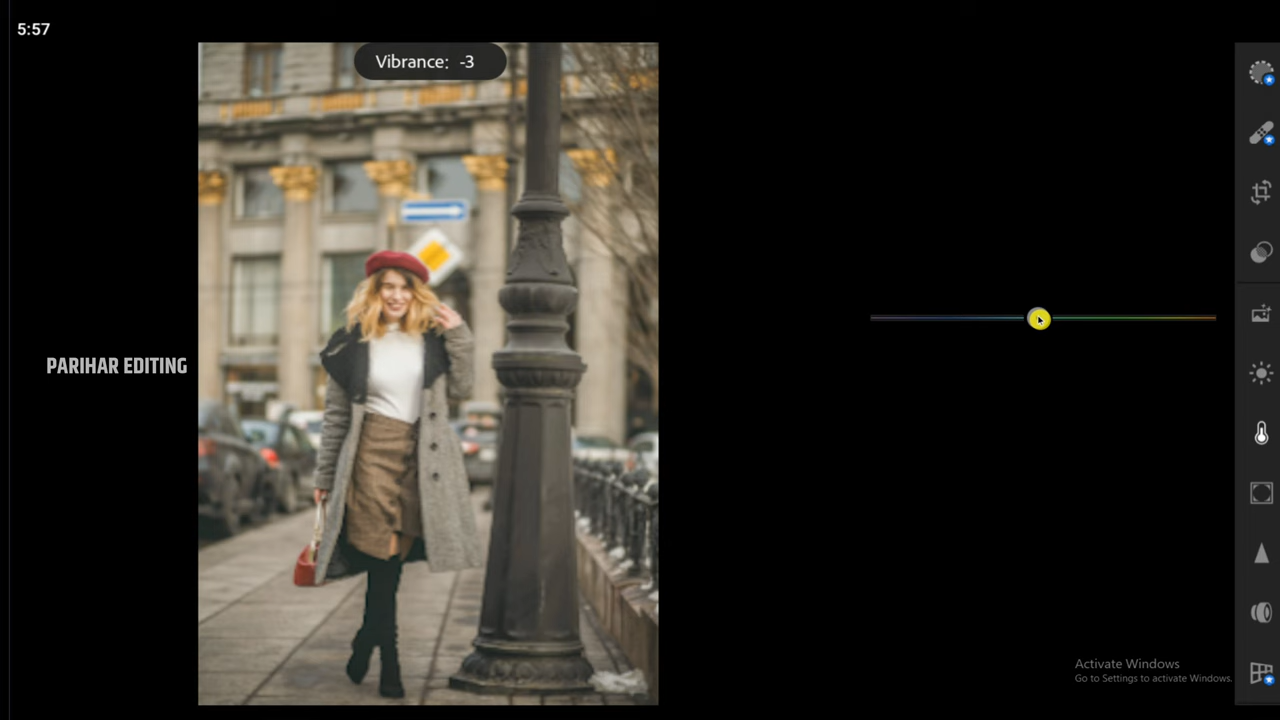 5:57
Vibrance: -3
PARIHAR EDITING
Activate Windows
Go to Settings to activate Windows.